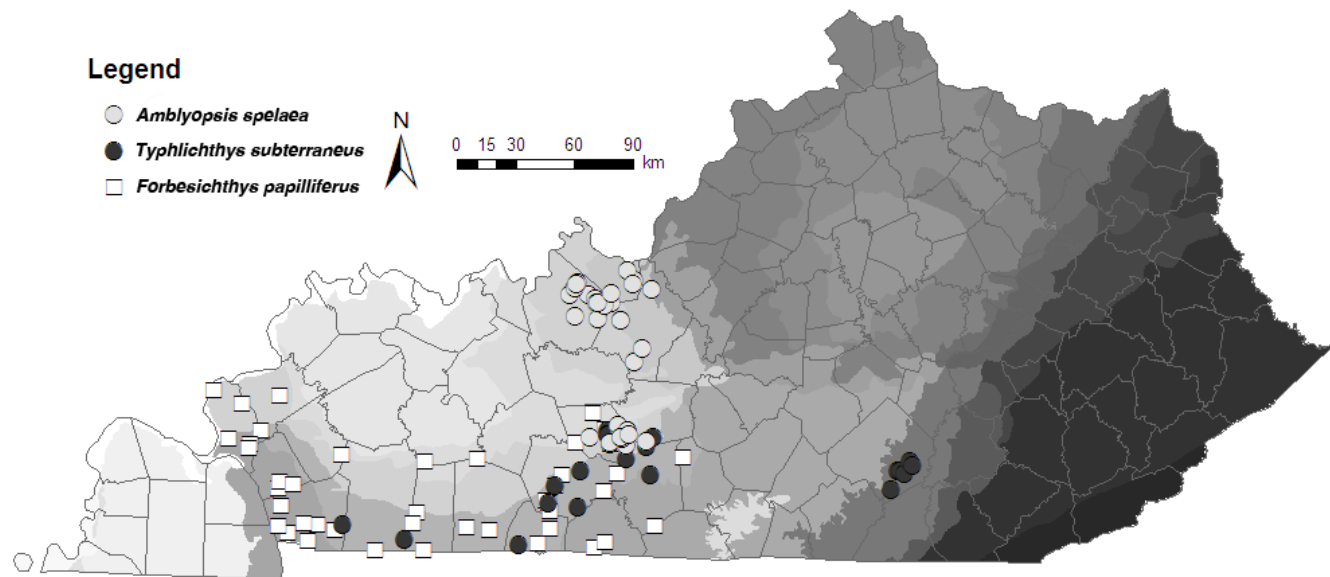 Legend
Amblyopsis spelaea
Typhlichthys subterraneus
Forbesichthys papilliferus
N
0 15 30 60 90
km